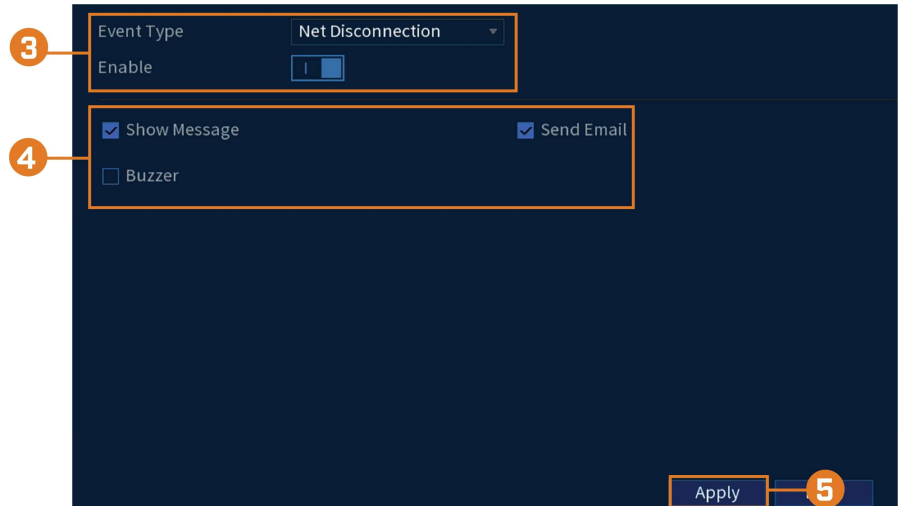 3
Event Type Net Disconnection
Enable
4
Show Message Send Email
Buzzer
Apply 5